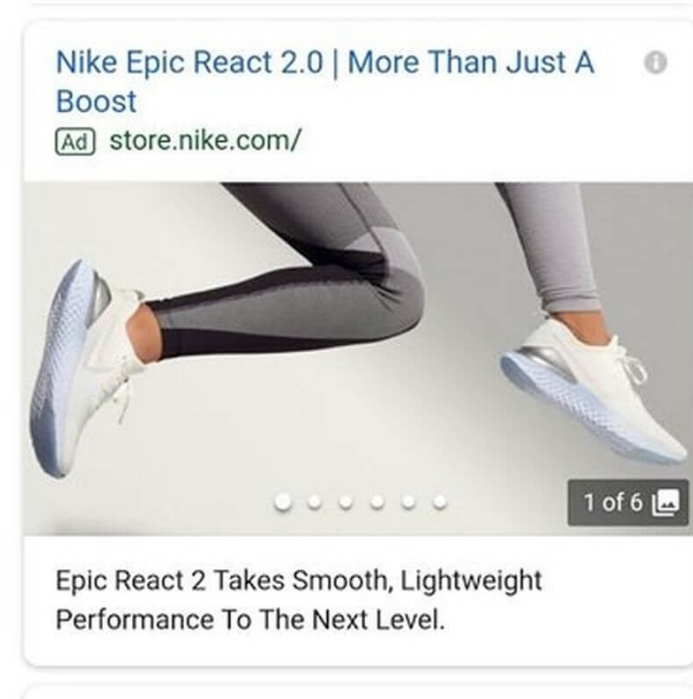 Nike Epic React 2.0 | More Than Just A
Boost
Ad store.nike.com/
1 of 6
Epic React 2 Takes Smooth, Lightweight
Performance To The Next Level.